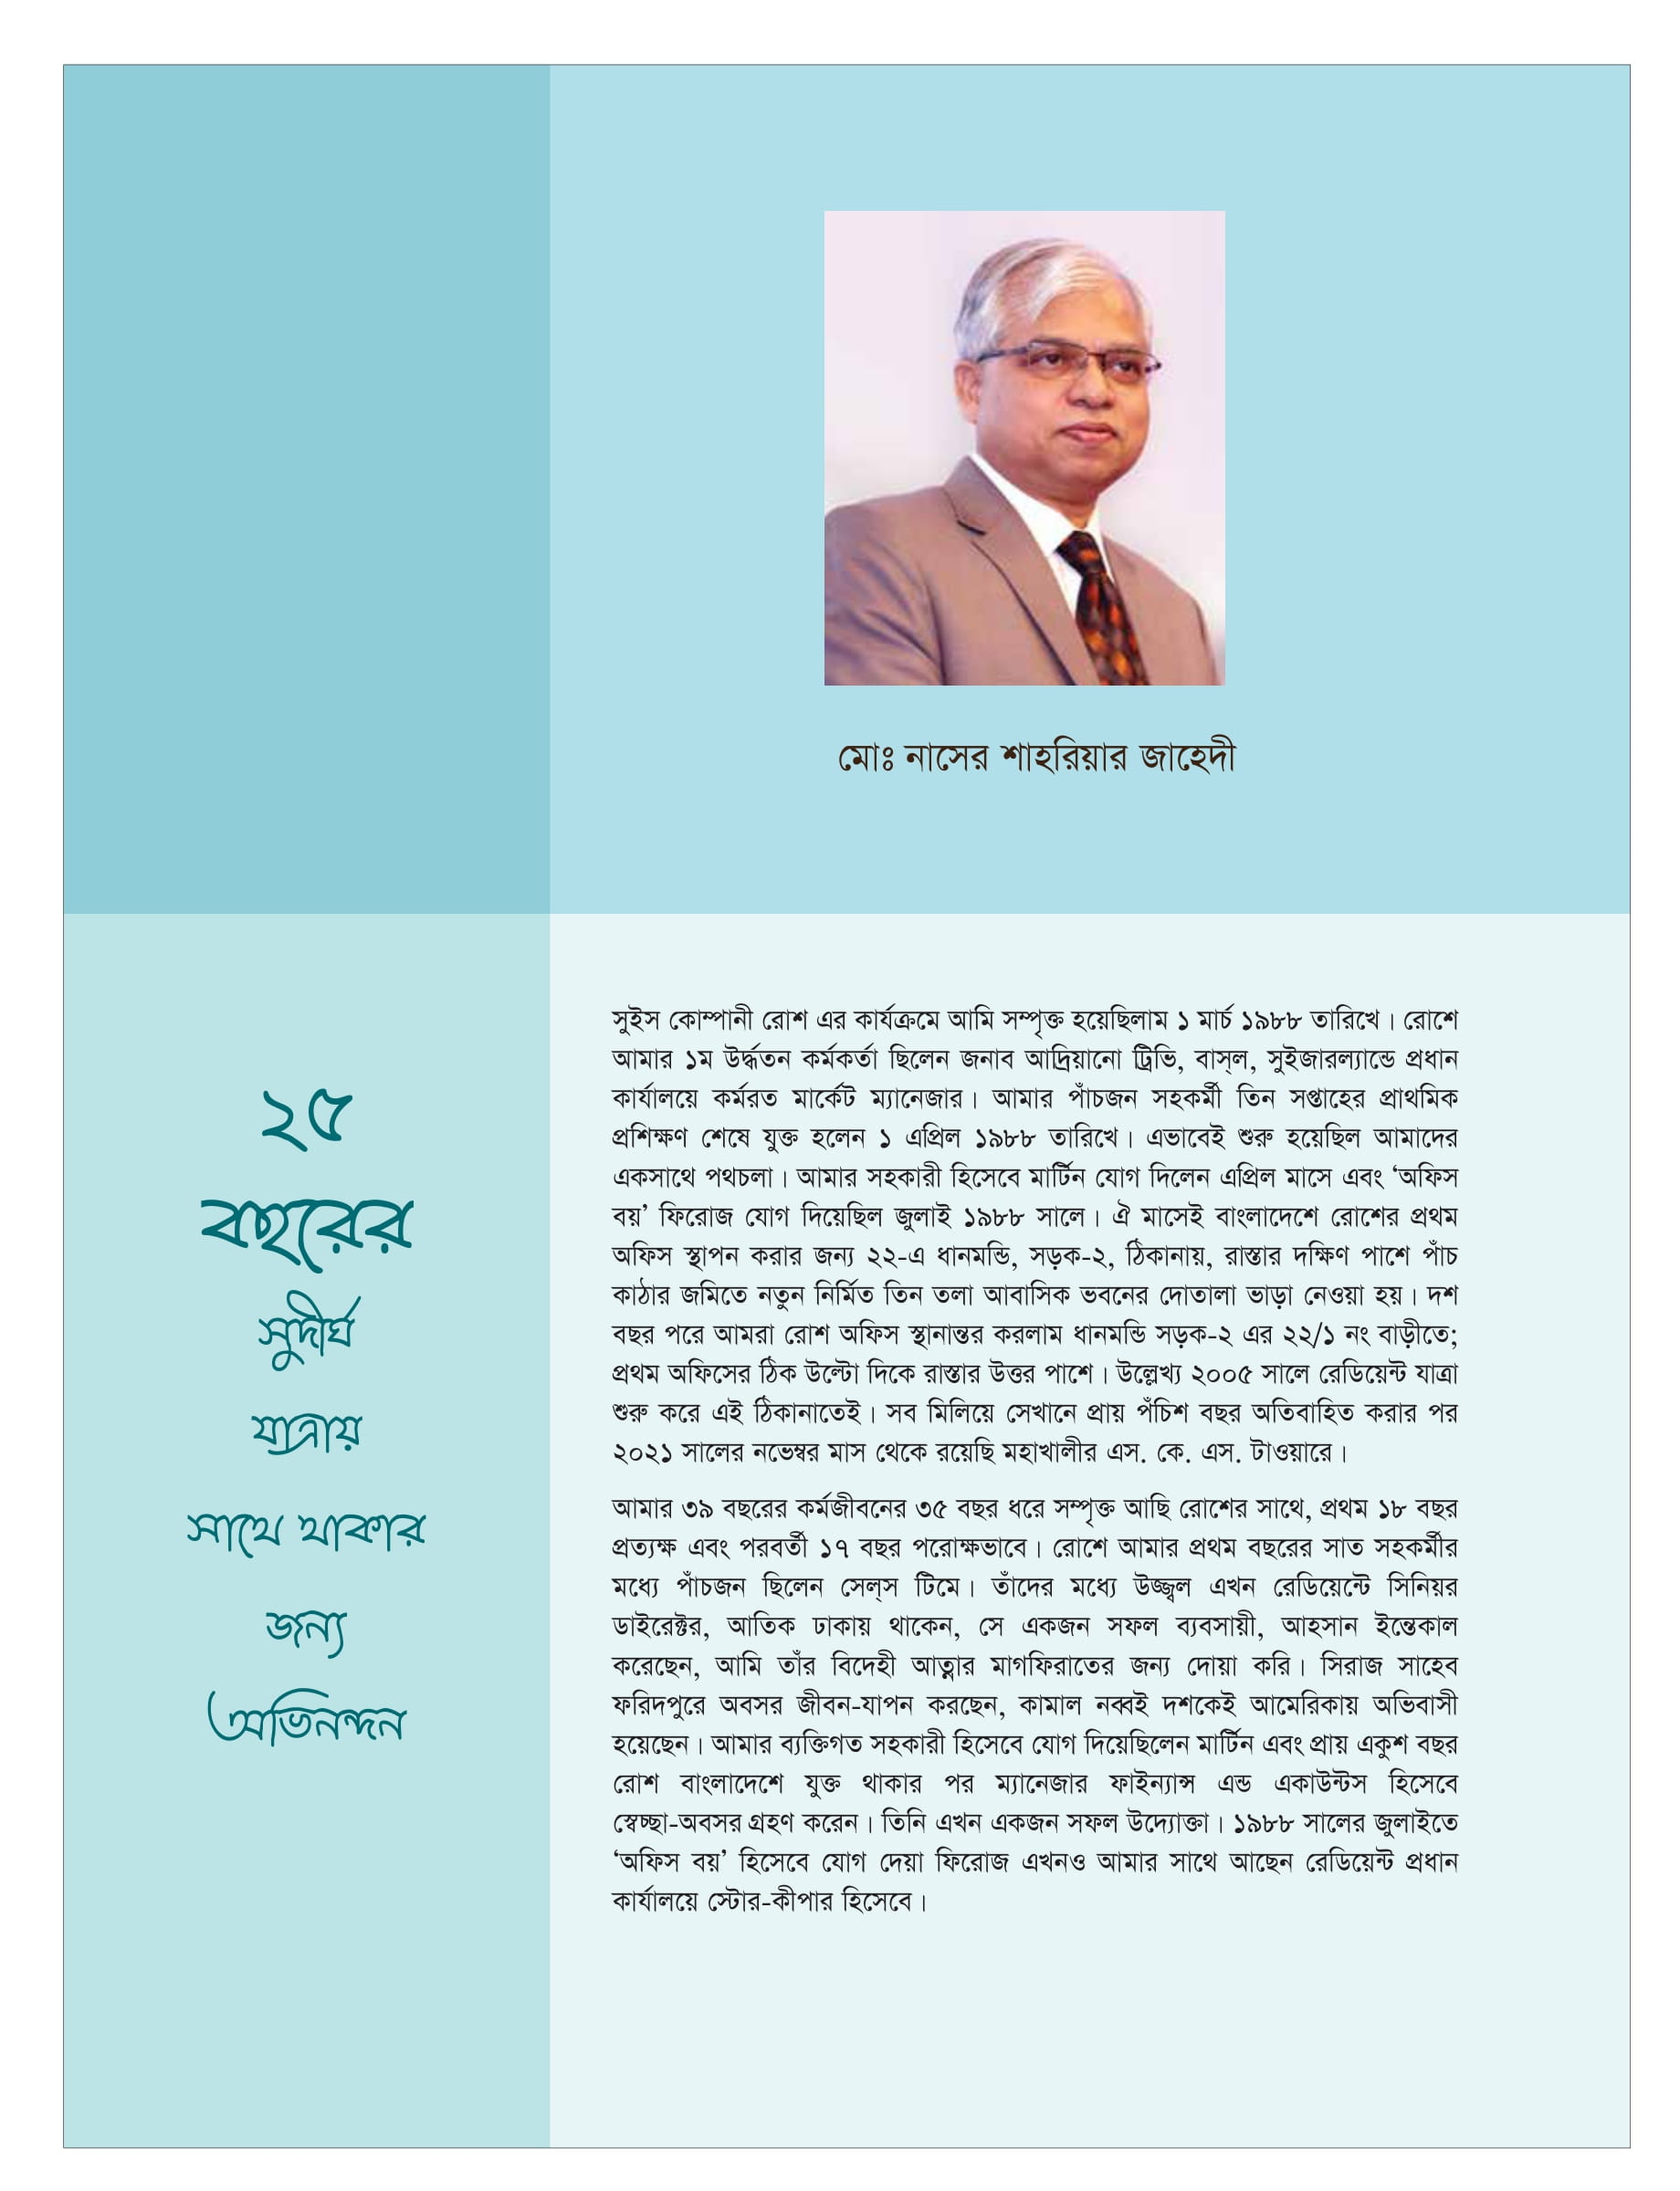 মোঃ নাসের শাহরিয়ার জাহেদী
২৫
বছরের
সুদীর্ঘ
যাত্রায়
সাথে থাকার
জন্য
অভিনন্দন
সুইস কোম্পানী রোশ এর কার্যক্রমে আমি সম্পৃক্ত হয়েছিলাম ১ মার্চ ১৯৮৮ তারিখে। রোশে
আমার ১ম উর্দ্ধতন কর্মকর্তা ছিলেন জনাব আদ্রিয়ানো ট্রিভি, বাস্‌ল, সুইজারল্যান্ডে প্রধান
কার্যালয়ে কর্মরত মার্কেট ম্যানেজার। আমার পাঁচজন সহকর্মী তিন সপ্তাহের প্রাথমিক
প্রশিক্ষণ শেষে যুক্ত হলেন ১ এপ্রিল ১৯৮৮ তারিখে। এভাবেই শুরু হয়েছিল আমাদের
একসাথে পথচলা। আমার সহকারী হিসেবে মার্টিন যোগ দিলেন এপ্রিল মাসে এবং ‘অফিস
বয়’ ফিরোজ যোগ দিয়েছিল জুলাই ১৯৮৮ সালে। ঐ মাসেই বাংলাদেশে রোশের প্রথম
অফিস স্থাপন করার জন্য ২২-এ ধানমন্ডি, সড়ক-২, ঠিকানায়, রাস্তার দক্ষিণ পাশে পাঁচ
কাঠার জমিতে নতুন নির্মিত তিন তলা আবাসিক ভবনের দোতালা ভাড়া নেওয়া হয়। দশ
বছর পরে আমরা রোশ অফিস স্থানান্তর করলাম ধানমন্ডি সড়ক-২ এর ২২/১ নং বাড়ীতে;
প্রথম অফিসের ঠিক উল্টো দিকে রাস্তার উত্তর পাশে। উল্লেখ্য ২০০৫ সালে রেডিয়েন্ট যাত্রা
শুরু করে এই ঠিকানাতেই। সব মিলিয়ে সেখানে প্রায় পঁচিশ বছর অতিবাহিত করার পর
২০২১ সালের নভেম্বর মাস থেকে রয়েছি মহাখালীর এস. কে. এস. টাওয়ারে।
আমার ৩৯ বছরের কর্মজীবনের ৩৫ বছর ধরে সম্পৃক্ত আছি রোশের সাথে, প্রথম ১৮ বছর
প্রত্যক্ষ এবং পরবর্তী ১৭ বছর পরোক্ষভাবে। রোশে আমার প্রথম বছরের সাত সহকর্মীর
মধ্যে পাঁচজন ছিলেন সেল্‌স টিমে। তাঁদের মধ্যে উজ্জ্বল এখন রেডিয়েন্টে সিনিয়র
ডাইরেক্টর, আতিক ঢাকায় থাকেন, সে একজন সফল ব্যবসায়ী, আহসান ইন্তেকাল
করেছেন, আমি তাঁর বিদেহী আত্নার মাগফিরাতের জন্য দোয়া করি। সিরাজ সাহেব
ফরিদপুরে অবসর জীবন-যাপন করছেন, কামাল নব্বই দশকেই আমেরিকায় অভিবাসী
হয়েছেন। আমার ব্যক্তিগত সহকারী হিসেবে যোগ দিয়েছিলেন মার্টিন এবং প্রায় একুশ বছর
রোশ বাংলাদেশে যুক্ত থাকার পর ম্যানেজার ফাইন্যান্স এন্ড একাউন্টস হিসেবে
স্বেচ্ছা-অবসর গ্রহণ করেন। তিনি এখন একজন সফল উদ্যোক্তা। ১৯৮৮ সালের জুলাইতে
‘অফিস বয়’ হিসেবে যোগ দেয়া ফিরোজ এখনও আমার সাথে আছেন রেডিয়েন্ট প্রধান
কার্যালয়ে স্টোর-কীপার হিসেবে।